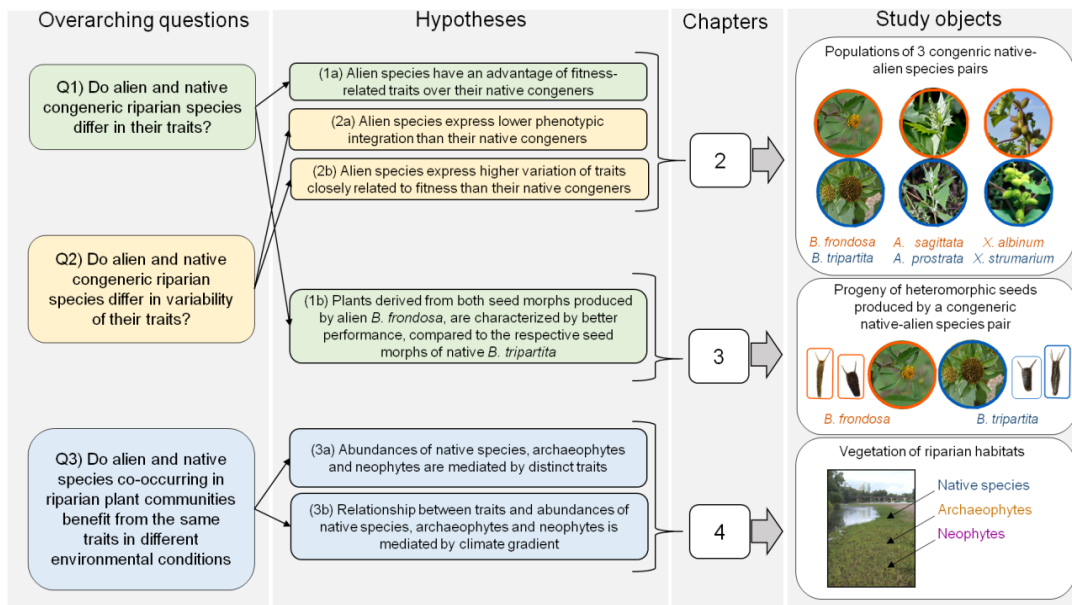 Overarching questions
Hypotheses
Chapters
Study objects
Q1) Do alien and native
congeneric riparian species
differ in their traits?
Q2) Do alien and native
congeneric riparian
species differ in variability
of their traits?
Q3) Do alien and native
species co-occurring in
riparian plant communities
benefit from the same
traits in different
environmental conditions
(1a) Alien species have an advantage of fitness-
related traits over their native congeners
(2a) Alien species express lower phenotypic
integration than their native congeners
(2b) Alien species express higher variation of traits
closely related to fitness than their native congeners
(1b) Plants derived from both seed morphs produced
by alien B. frondosa, are characterized by better
performance, compared to the respective seed
morphs of native B. tripartita
(3a) Abundances of native species, archaeophytes
and neophytes are mediated by distinct traits
(3b) Relationship between traits and abundances of
native species, archaeophytes and neophytes is
mediated by climate gradient
2
3
4
Populations of 3 congenric native-
alien species pairs
B. frondosa A. sagittata X. albinum
B. tripartita A. prostrata X. strumarium
Progeny of heteromorphic seeds
produced by a congeneric
native-alien species pair
B. frondosa B. tripartita
Vegetation of riparian habitats
Native species
Archaeophytes
Neophytes